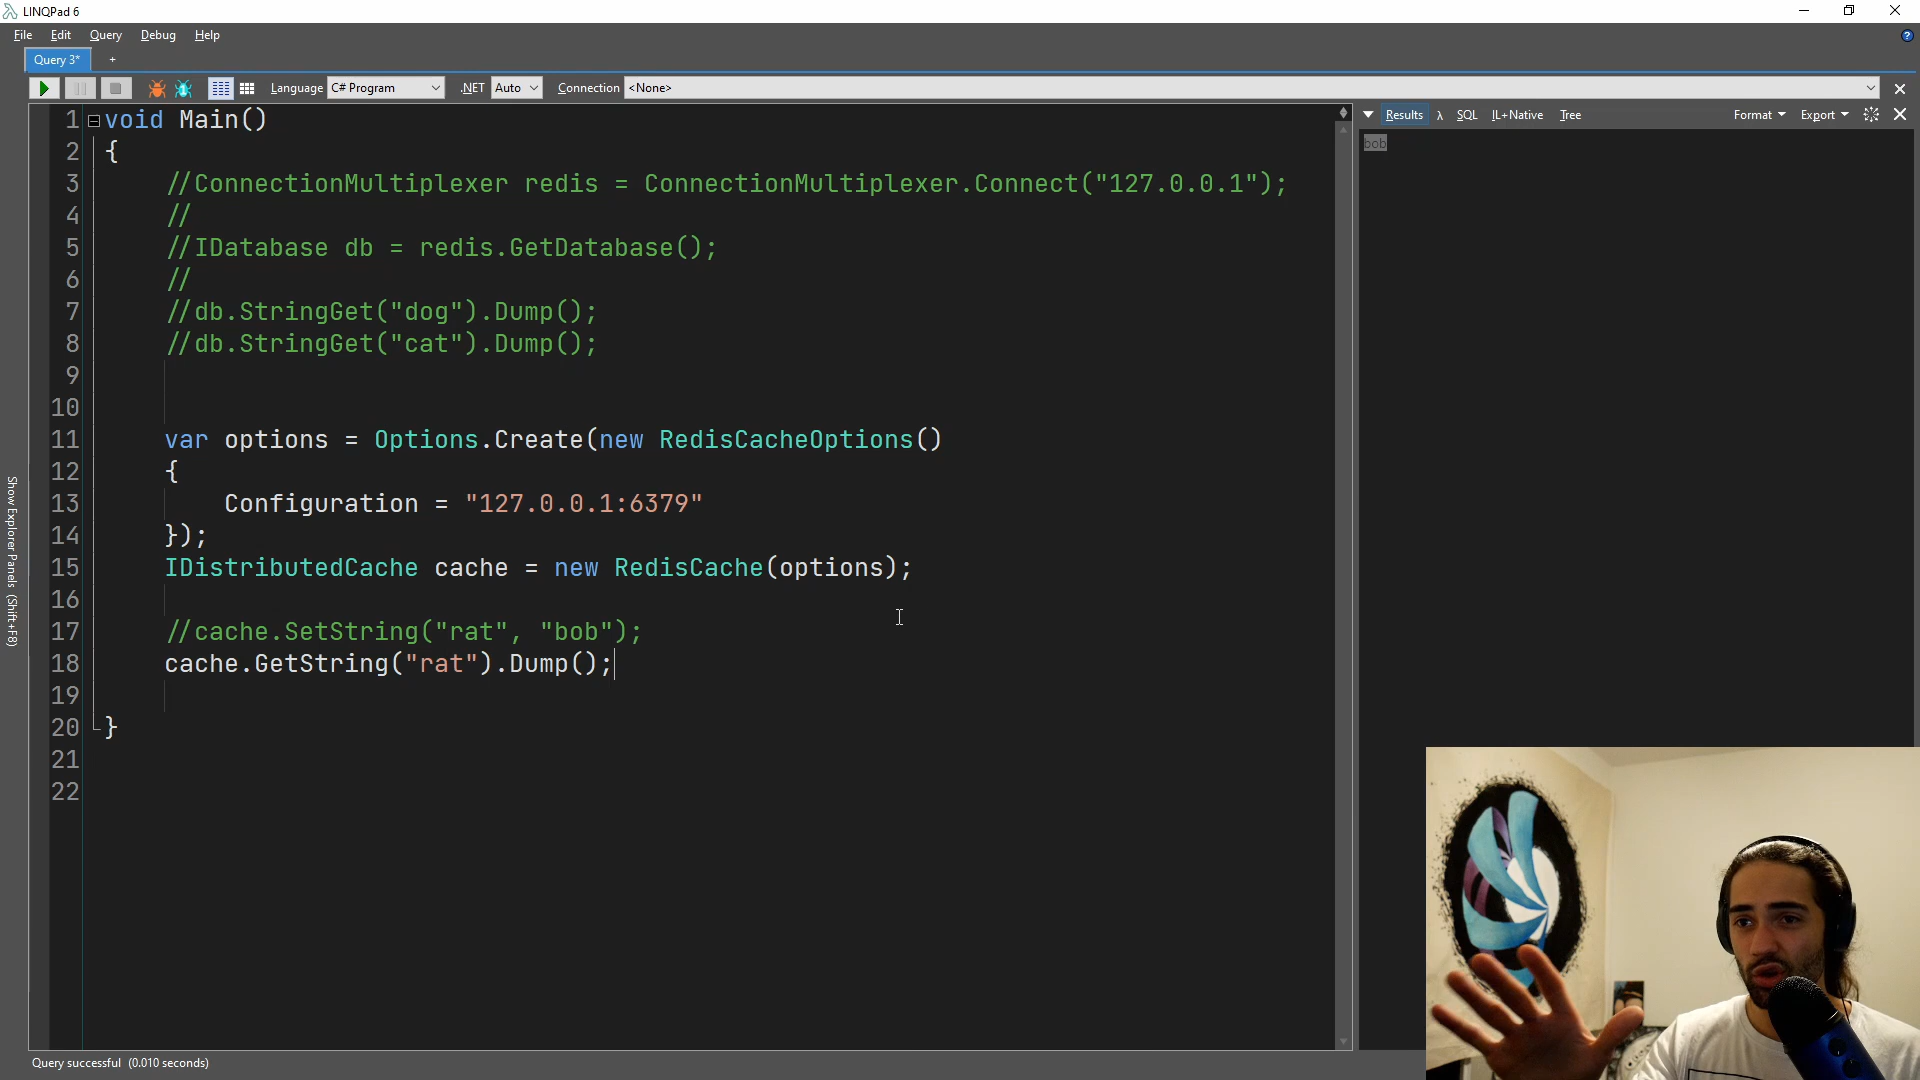 LINQPad 6
File Edit Query Debug Help
Query 3* +
Language C# Program .NET Auto Connection <None>
1 void Main()
2 {
3 //ConnectionMultiplexer redis = ConnectionMultiplexer.Connect("127.0.0.1");
4 //
5 //IDatabase db = redis.GetDatabase();
6 //
7 //db.StringGet("dog").Dump();
8 //db.StringGet("cat").Dump();
9
10
11 var options = Options.Create(new RedisCacheOptions()
12 {
13 Configuration = "127.0.0.1:6379"
14 });
15 IDistributedCache cache = new RedisCache(options);
16
17 //cache.SetString("rat", "bob");
18 cache.GetString("rat").Dump();
19
20 }
21
22
Show Explorer Panels (Shift+F8)
Results λ SQL IL+Native Tree Format Export
bob
Query successful (0.010 seconds)